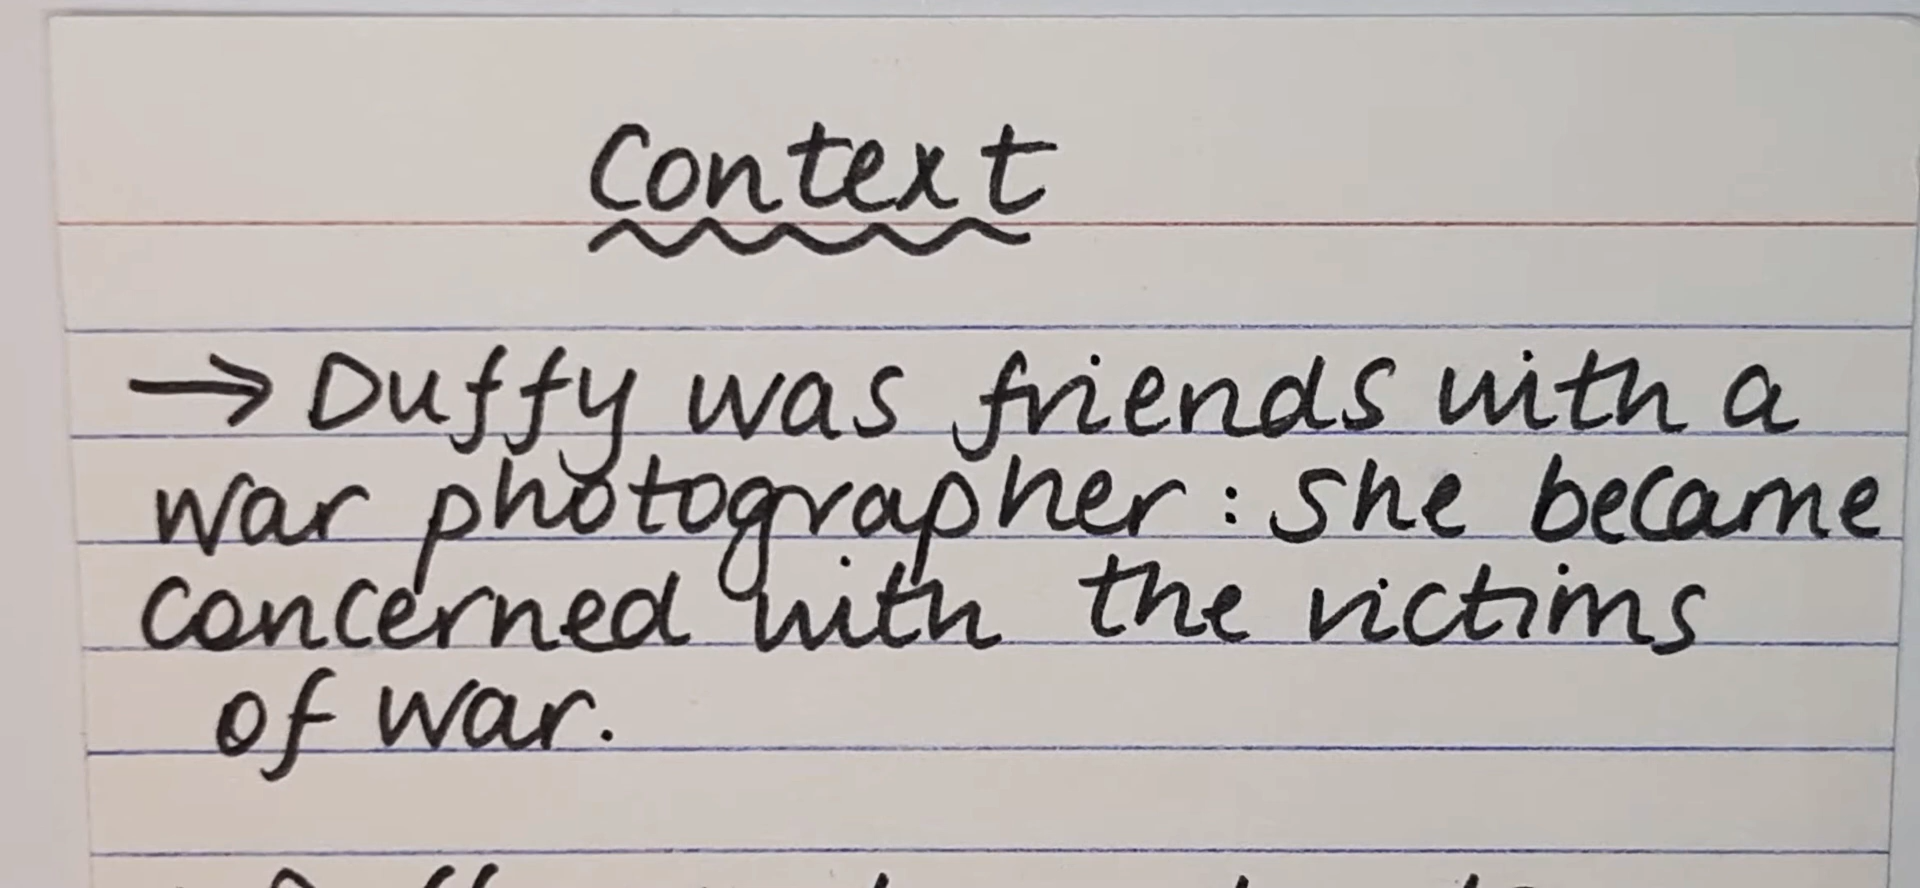 Context
→ Duffy was friends with a
war photographer: she became
concerned with the victims
of war.